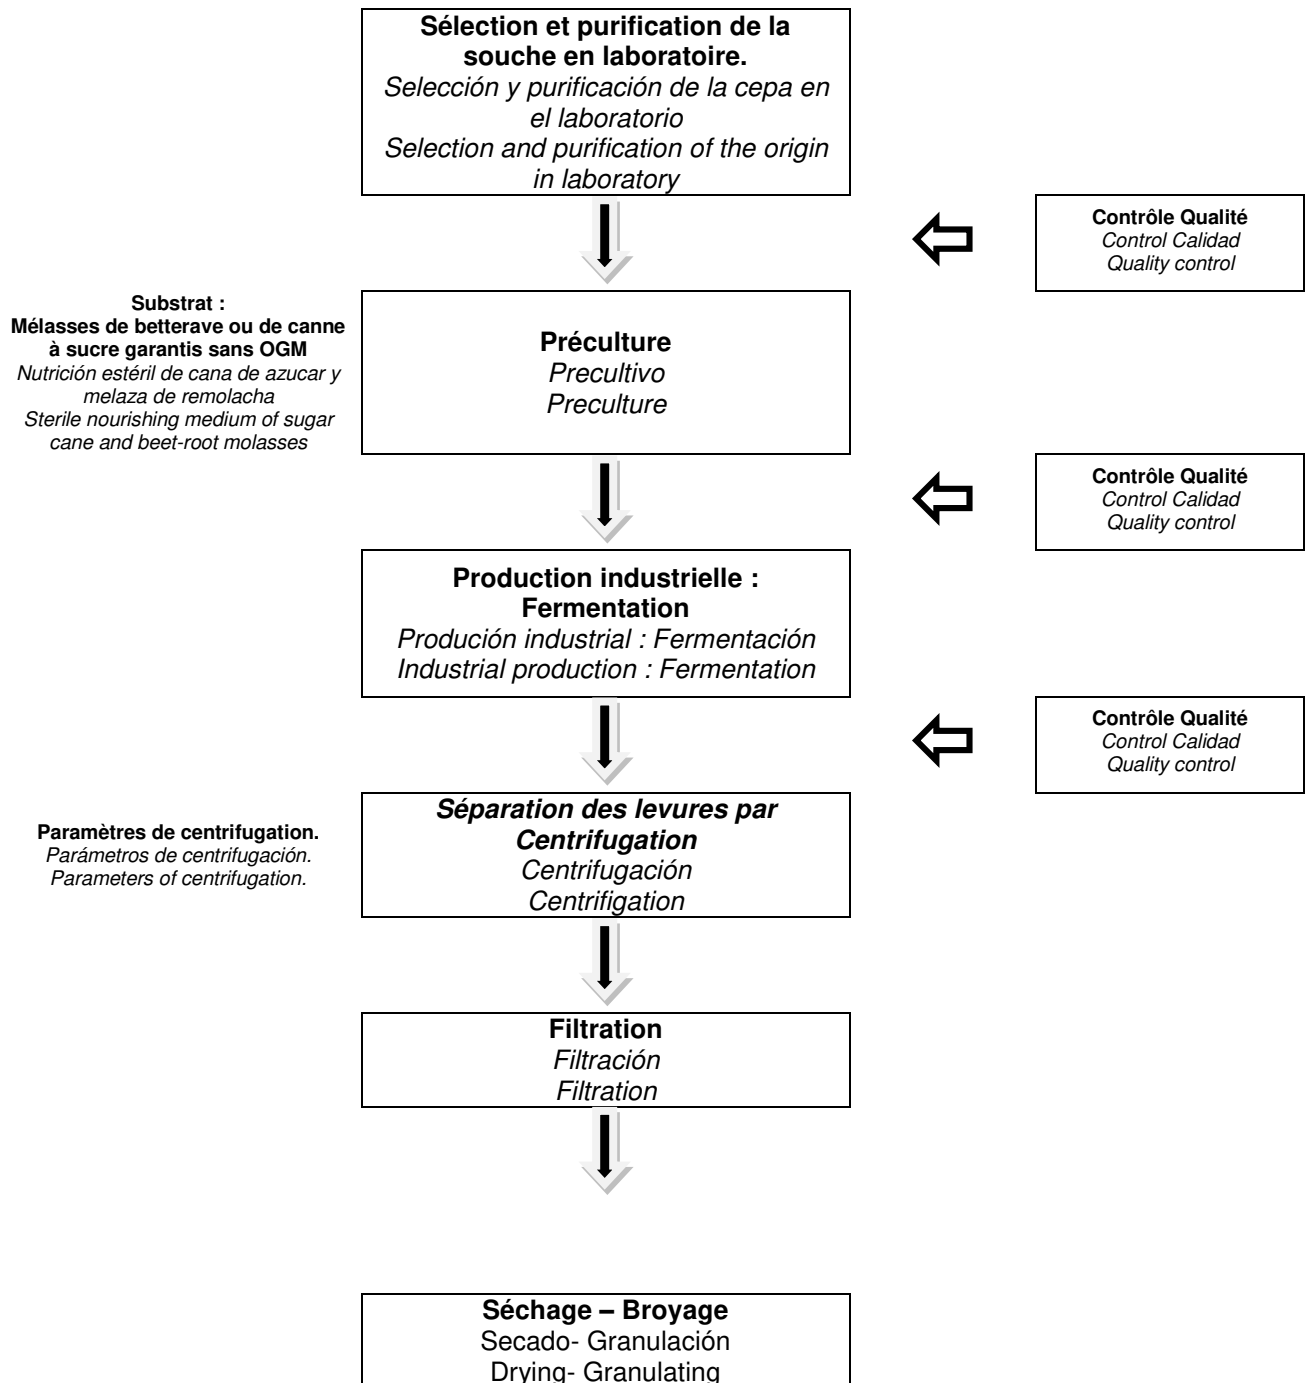 Sélection et purification de la
souche en laboratoire.
Selección y purificación de la cepa en
el laboratorio
Selection and purification of the origin
in laboratory
Contrôle Qualité
Control Calidad
Quality control
Substrat :
Mélasses de betterave ou de canne
à sucre garantis sans OGM
Nutrición estéril de cana de azucar y
melaza de remolacha
Sterile nourishing medium of sugar
cane and beet-root molasses
Préculture
Precultivo
Preculture
Contrôle Qualité
Control Calidad
Quality control
Production industrielle :
Fermentation
Produción industrial : Fermentación
Industrial production : Fermentation
Contrôle Qualité
Control Calidad
Quality control
Paramètres de centrifugation.
Parámetros de centrifugación.
Parameters of centrifugation.
Séparation des levures par
Centrifugation
Centrifugación
Centrifigation
Filtration
Filtración
Filtration
Séchage – Broyage
Secado- Granulación
Drying- Granulating